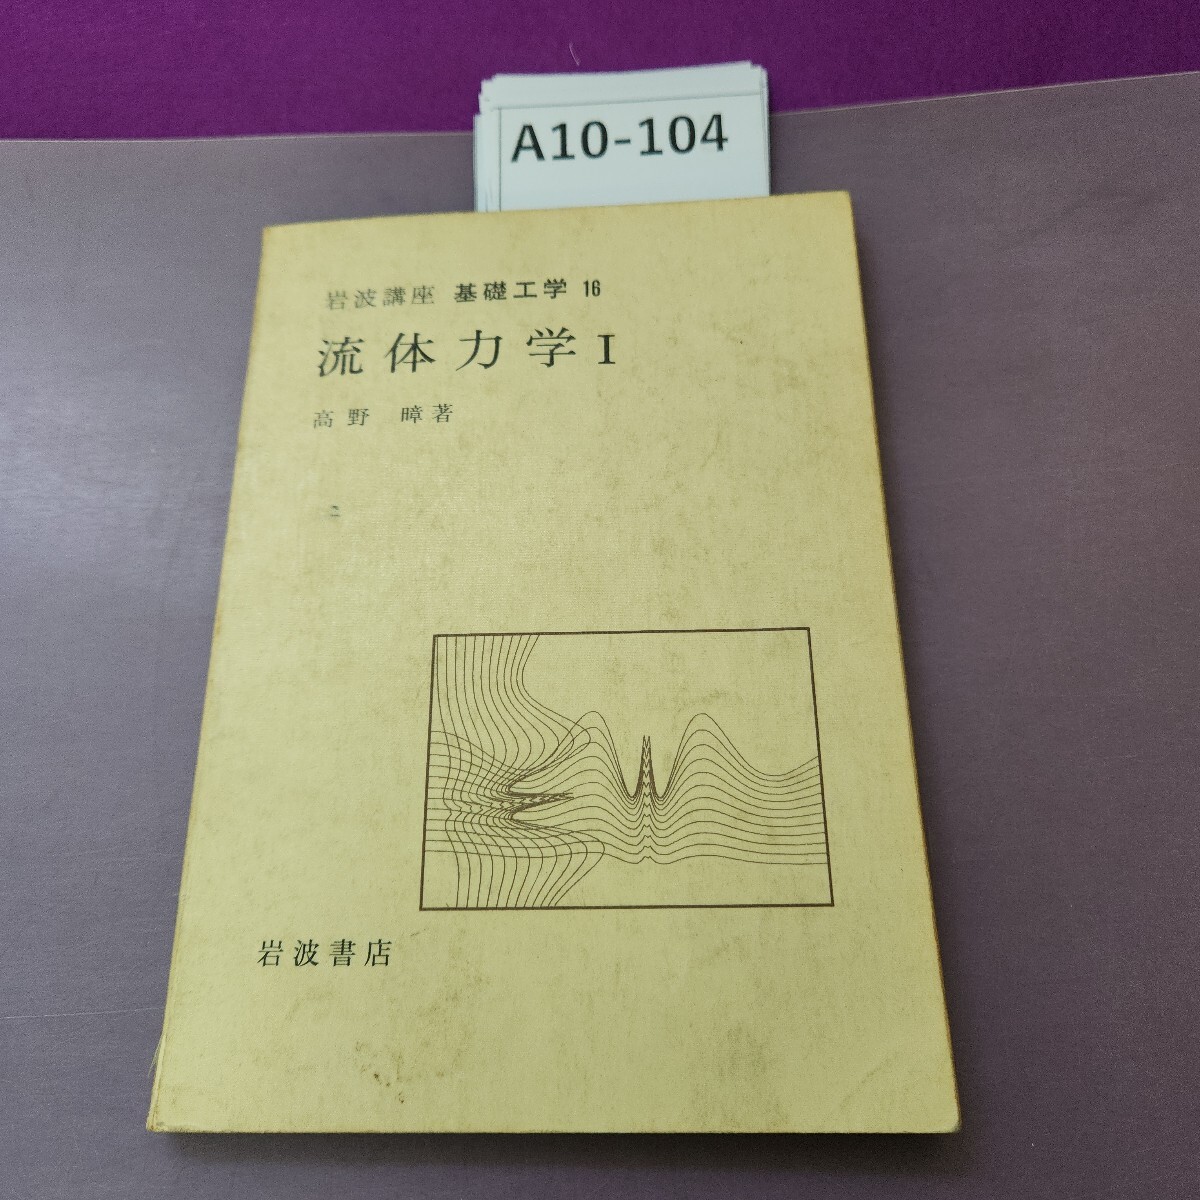 A10-104
岩波講座 基礎工学 16
流体力学 I
高野 暲著
岩波書店